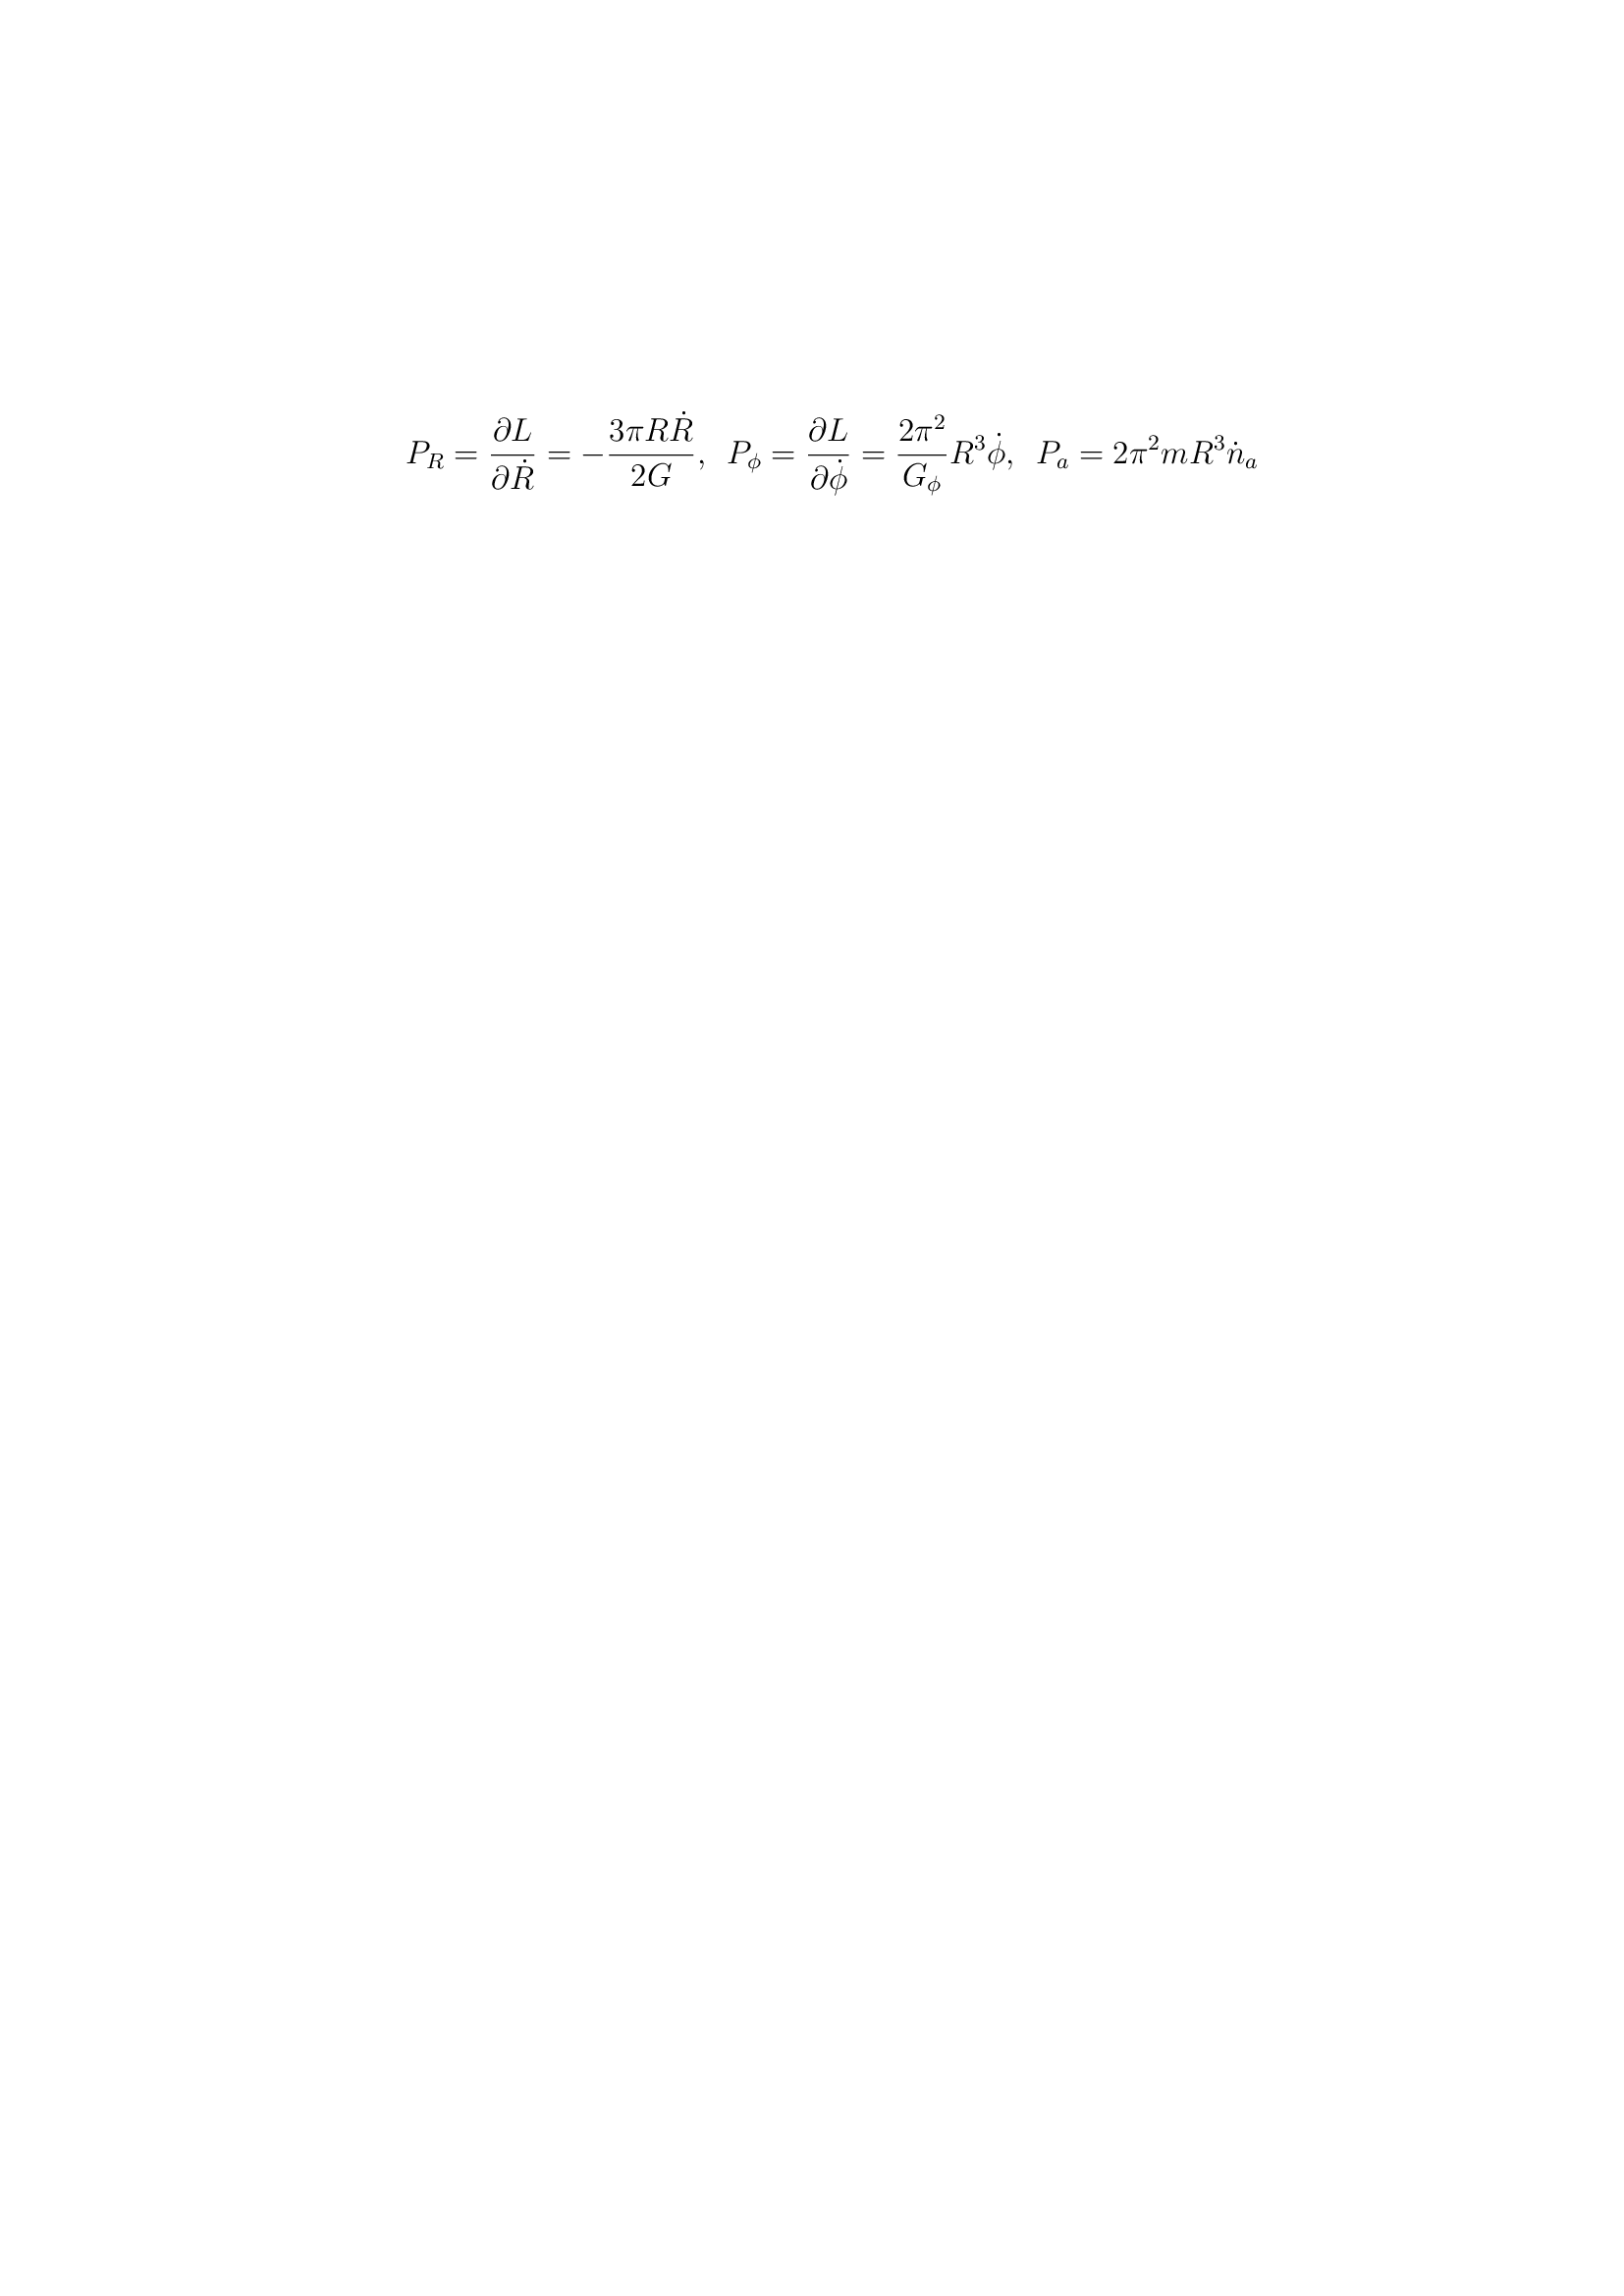 $P_R = \frac{\partial L}{\partial \dot{R}} = -\frac{3\pi R\dot{R}}{2G}, \;\; P_\phi = \frac{\partial L}{\partial \dot{\phi}} = \frac{2\pi^2}{G_\phi} R^3 \dot{\phi}, \;\; P_a = 2\pi^2 m R^3 \dot{n}_a$